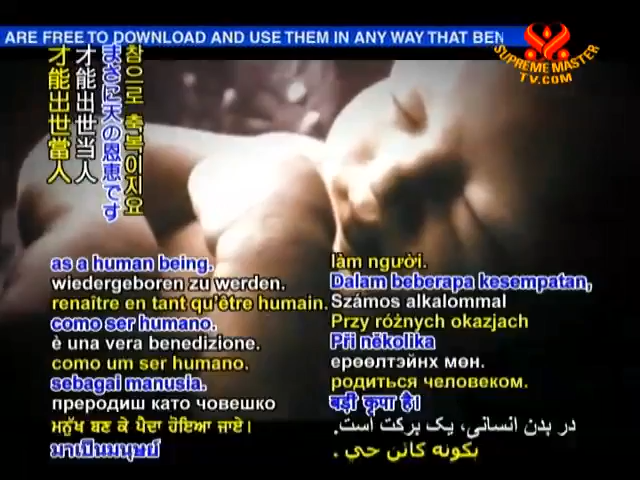 ARE FREE TO DOWNLOAD AND USE THEM IN ANY WAY THAT BEN
SUPREME MASTER
TV.COM
참으로 축복이지요
まさに天の恩恵です
才能出世当人
才能出世當人
as a human being.
wiedergeboren zu werden.
renaître en tant qu'être humain.
como ser humano.
è una vera benedizione.
como um ser humano.
sebagai manusia.
преродиш като човешко
ਮਨੁੱਖ ਬਣ ਕੇ ਪੈਦਾ ਹੋਇਆ ਜਾਏ।
มาเป็นมนุษย์
làm người.
Dalam beberapa kesempatan,
Számos alkalommal
Przy różnych okazjach
Při několika
ерөөлтэйнх мөн.
родиться человеком.
बड़ी कृपा है।
در بدن انسانی، یک برکت است.
بكونه كائن حي .